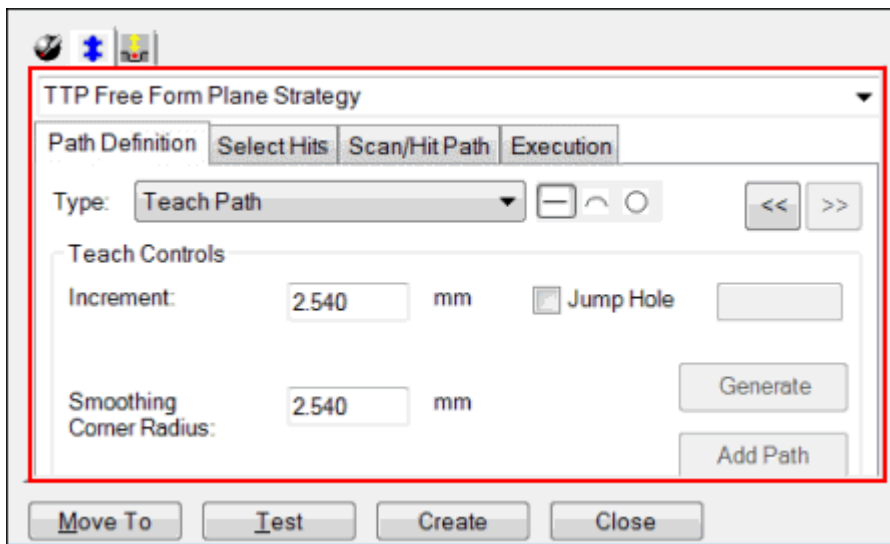 TTP Free Form Plane Strategy
Path Definition Select Hits Scan/Hit Path Execution
Type: Teach Path << >>
Teach Controls
Increment: 2.540 mm Jump Hole
Generate
Smoothing
Corner Radius: 2.540 mm
Add Path
Move To Test Create Close